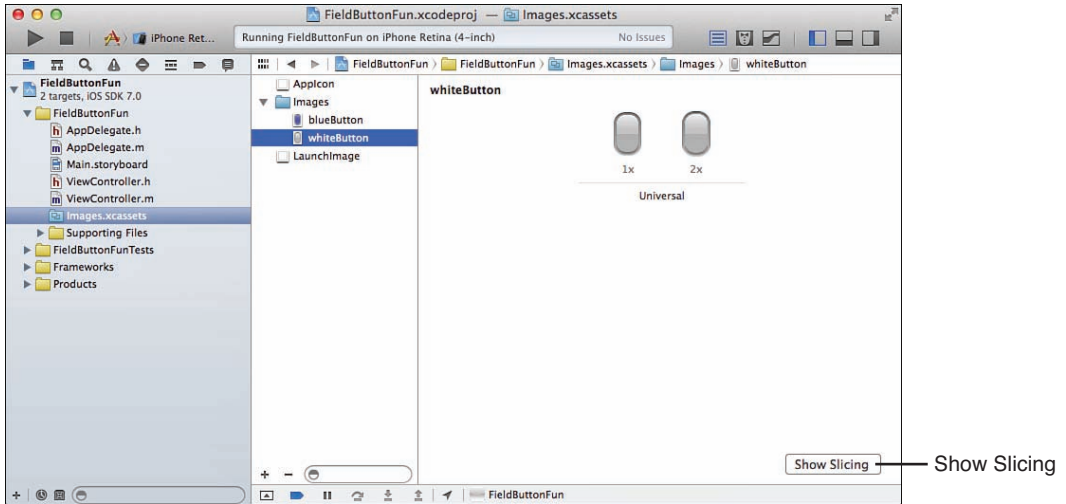 FieldButtonFun.xcodeproj — Images.xcassets
iPhone Ret...
Running FieldButtonFun on iPhone Retina (4-inch)
No Issues
FieldButtonFun
FieldButtonFun
Images.xcassets
Images
whiteButton
FieldButtonFun
2 targets, iOS SDK 7.0
FieldButtonFun
h AppDelegate.h
m AppDelegate.m
Main.storyboard
h ViewController.h
m ViewController.m
Images.xcassets
Supporting Files
FieldButtonFunTests
Frameworks
Products
AppIcon
Images
blueButton
whiteButton
LaunchImage
whiteButton
1x
2x
Universal
Show Slicing
Show Slicing
FieldButtonFun